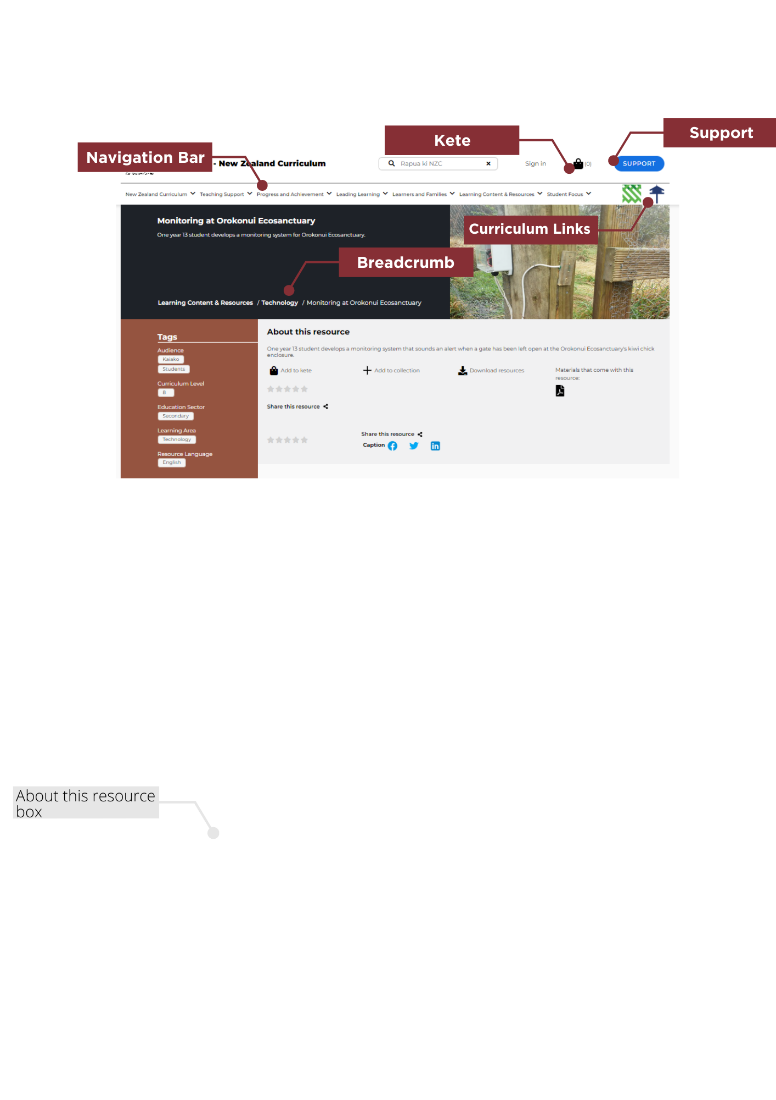 Support
Kete
Navigation Bar
- New Zealand Curriculum
Rapua ki NZC
Sign in
(0)
SUPPORT
New Zealand Curriculum Teaching Support Progress and Achievement Leading Learning Learners and Families Learning Content & Resources Student Focus
Monitoring at Orokonui Ecosanctuary
One year 13 student develops a monitoring system for Orokonui Ecosanctuary.
Curriculum Links
Breadcrumb
Learning Content & Resources / Technology / Monitoring at Orokonui Ecosanctuary
Tags
Audience
Kaiako
Students
Curriculum Level
8
Education Sector
Secondary
Learning Area
Technology
Resource Language
English
About this resource
One year 13 student develops a monitoring system that sounds an alert when a gate has been left open at the Orokonui Ecosanctuary's kiwi chick
enclosure.
Add to kete
Add to collection
Download resources
Materials that come with this
resource:
Share this resource
Share this resource
Caption
About this resource
box